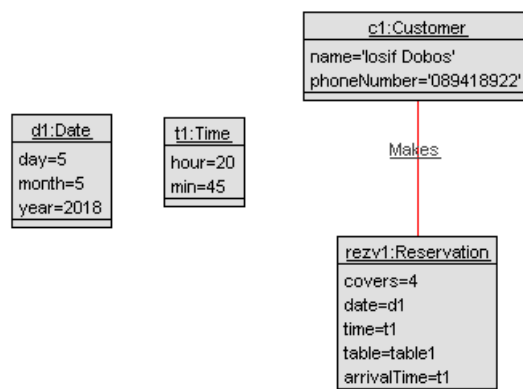 c1:Customer
name='Iosif Dobos'
phoneNumber='089418922'
d1:Date
day=5
month=5
year=2018
t1:Time
hour=20
min=45
Makes
rezv1:Reservation
covers=4
date=d1
time=t1
table=table1
arrivalTime=t1